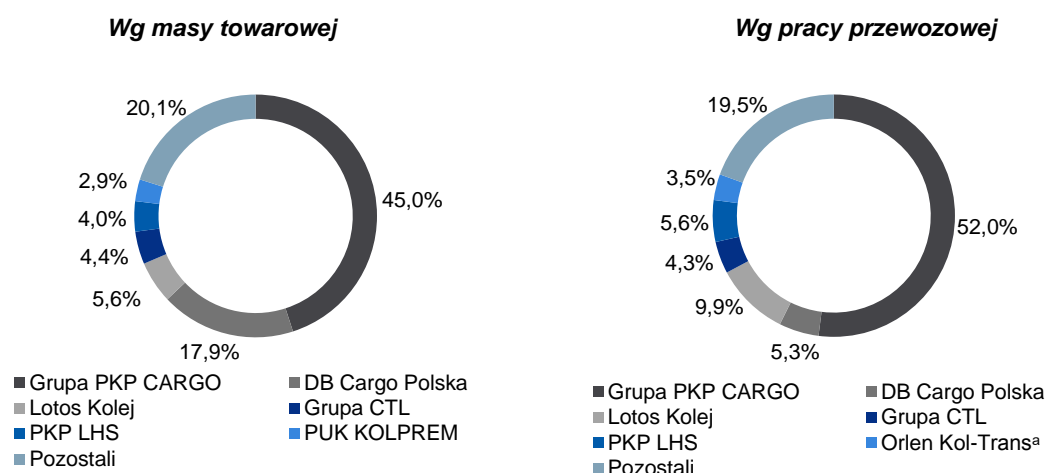 Wg masy towarowej
20,1%
2,9%
4,0%
4,4%
5,6%
17,9%
45,0%
Grupa PKP CARGO
DB Cargo Polska
Lotos Kolej
Grupa CTL
PKP LHS
PUK KOLPREM
Pozostali
Wg pracy przewozowej
19,5%
3,5%
5,6%
4,3%
9,9%
5,3%
52,0%
Grupa PKP CARGO
DB Cargo Polska
Lotos Kolej
Grupa CTL
PKP LHS
Orlen Kol-Transᵃ
Pozostali